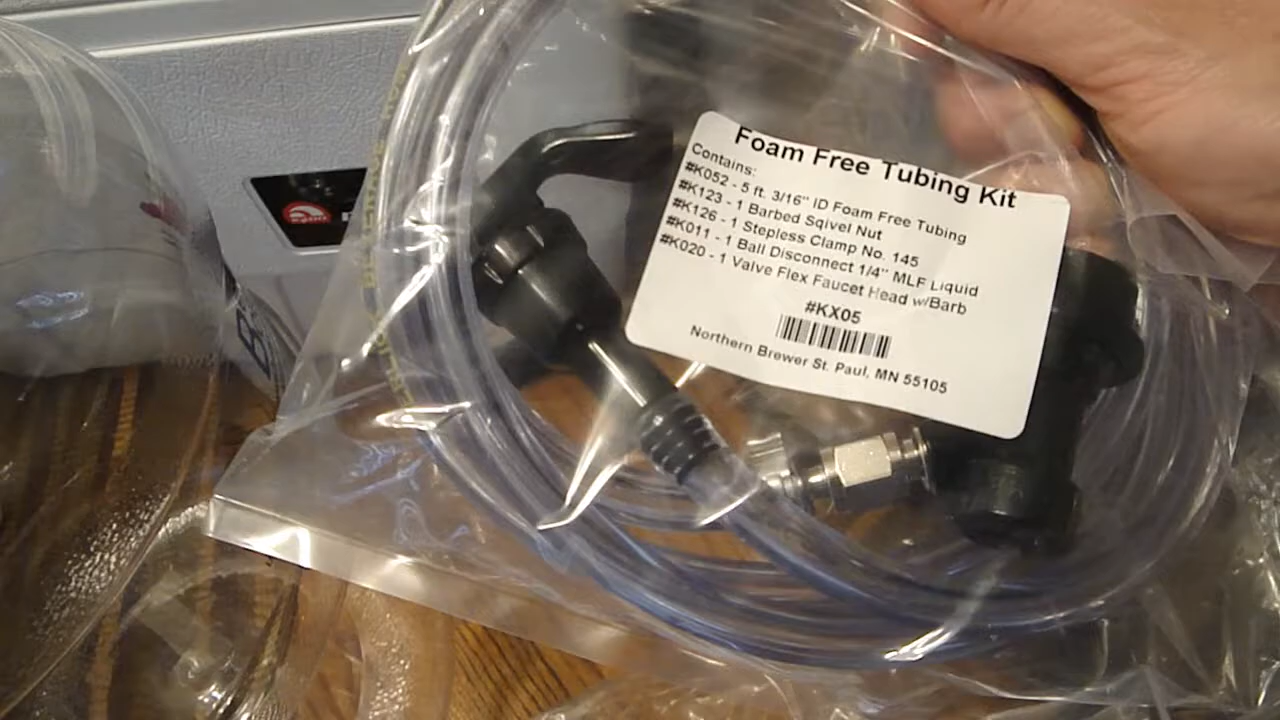 Foam Free Tubing Kit
Contains:
#K052 - 5 ft. 3/16" ID Foam Free Tubing
#K123 - 1 Barbed Sqivel Nut
#K126 - 1 Stepless Clamp No. 145
#K011 - 1 Ball Disconnect 1/4" MLF Liquid
#K020 - 1 Valve Flex Faucet Head w/Barb
#KX05
Northern Brewer St. Paul, MN 55105